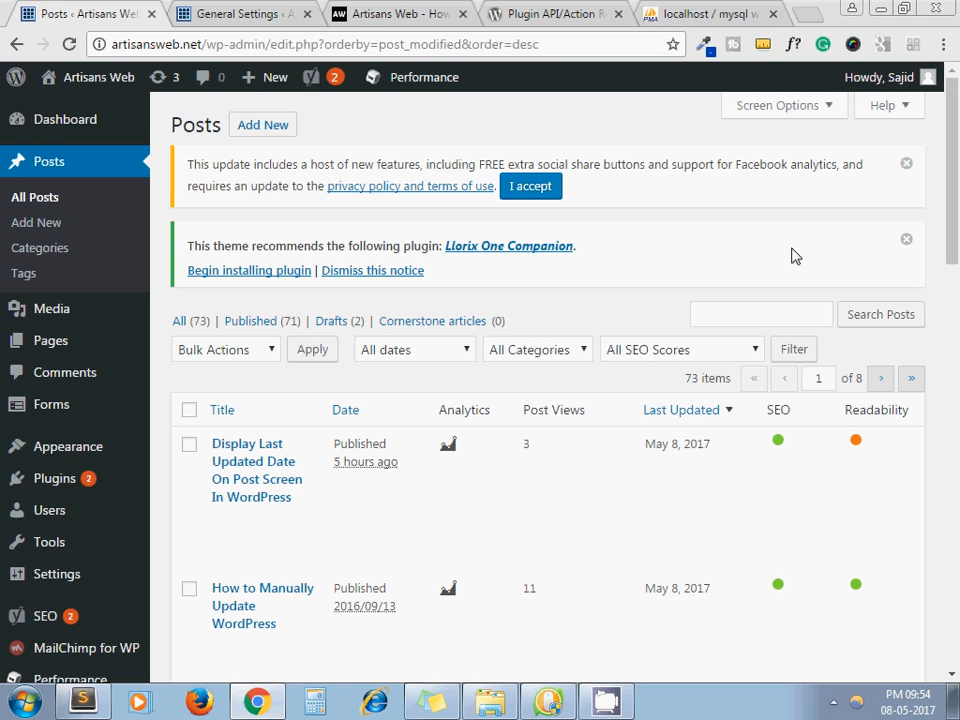 Posts ‹ Artisans Web
General Settings ‹ A
AW Artisans Web - How
Plugin API/Action R
PMA localhost / mysql w
artisansweb.net/wp-admin/edit.php?orderby=post_modified&order=desc
f?
Artisans Web 3 0 New 2 Performance
Howdy, Sajid
Screen Options ▼
Help ▼
Dashboard
Posts
All Posts
Add New
Categories
Tags
Media
Pages
Comments
Forms
Appearance
Plugins 2
Users
Tools
Settings
SEO 2
MailChimp for WP
Performance
Posts Add New
This update includes a host of new features, including FREE extra social share buttons and support for Facebook analytics, and
requires an update to the privacy policy and terms of use. I accept
This theme recommends the following plugin: Llorix One Companion.
Begin installing plugin | Dismiss this notice
All (73) | Published (71) | Drafts (2) | Cornerstone articles (0)
Search Posts
Bulk Actions Apply All dates All Categories All SEO Scores Filter
73 items « ‹ 1 of 8 › »
Title Date Analytics Post Views Last Updated ▼ SEO Readability
Display Last
Updated Date
On Post Screen
In WordPress
Published
5 hours ago
3
May 8, 2017
How to Manually
Update
WordPress
Published
2016/09/13
11
May 8, 2017
PM 09:54
08-05-2017